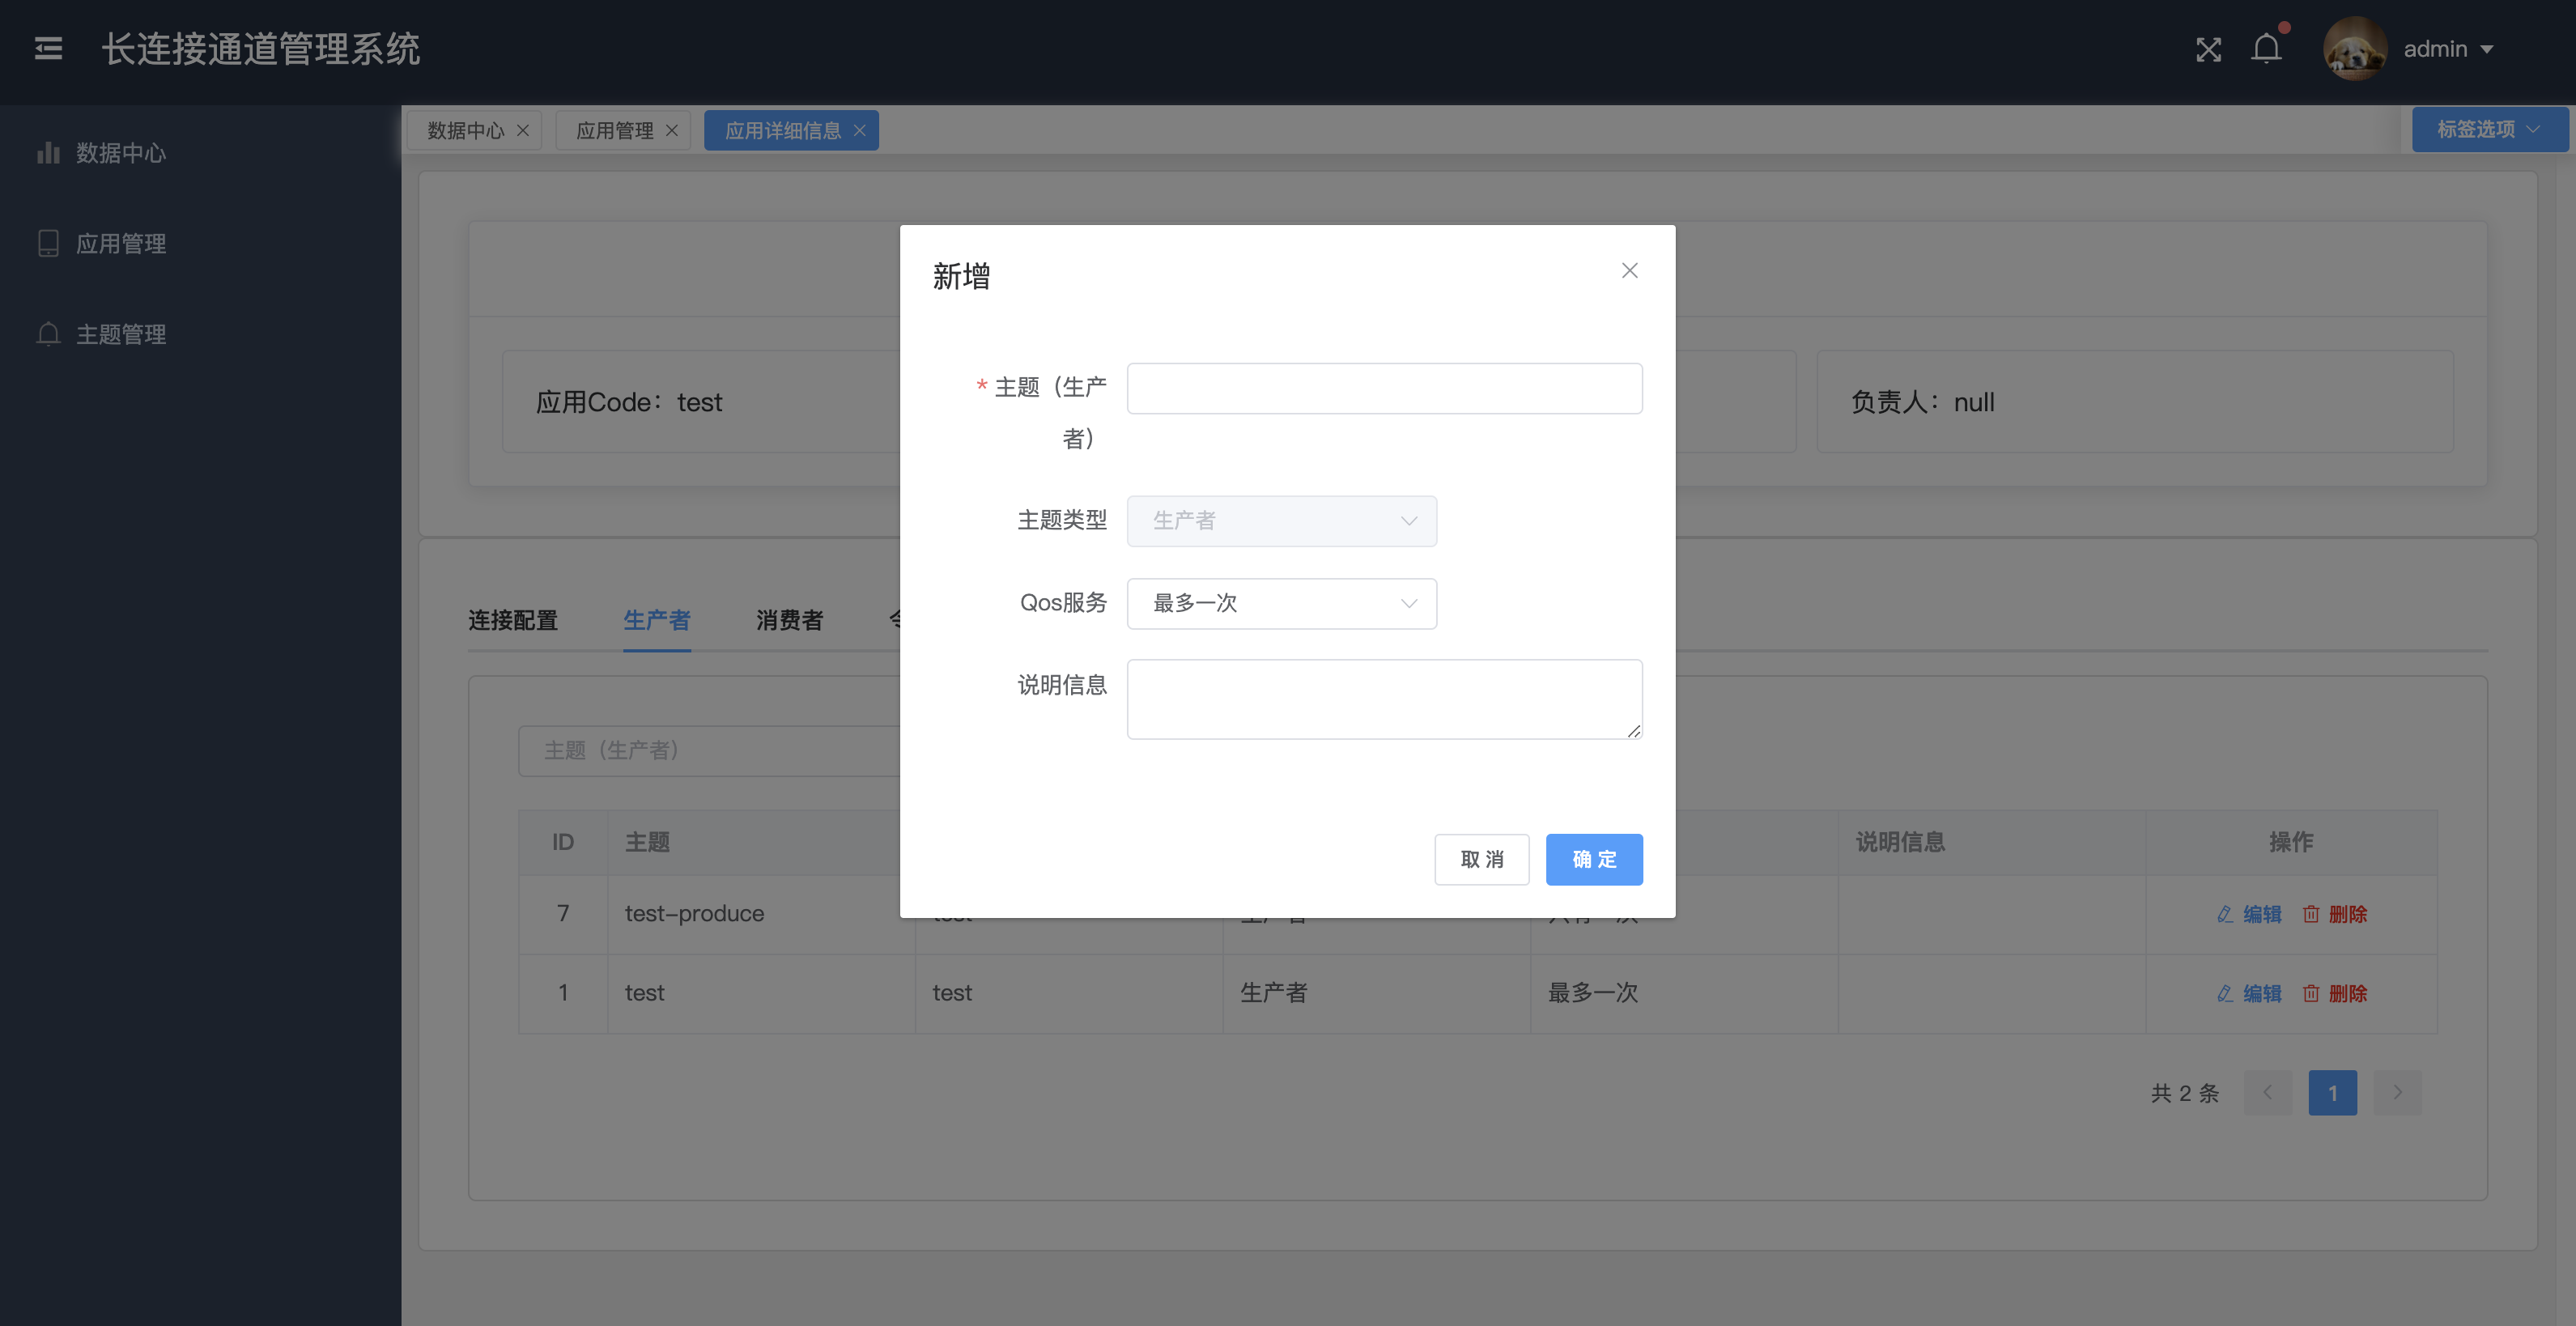 长连接通道管理系统
admin
数据中心
应用管理
主题管理
数据中心
应用管理
应用详细信息
标签选项
应用Code：test
负责人：null
连接配置
生产者
消费者
主题（生产者）
ID
主题
说明信息
操作
7
test-produce
生产者
编辑
删除
1
test
test
生产者
最多一次
编辑
删除
共 2 条
1
新增
* 主题（生产
者）
主题类型
生产者
Qos服务
最多一次
说明信息
取 消
确 定